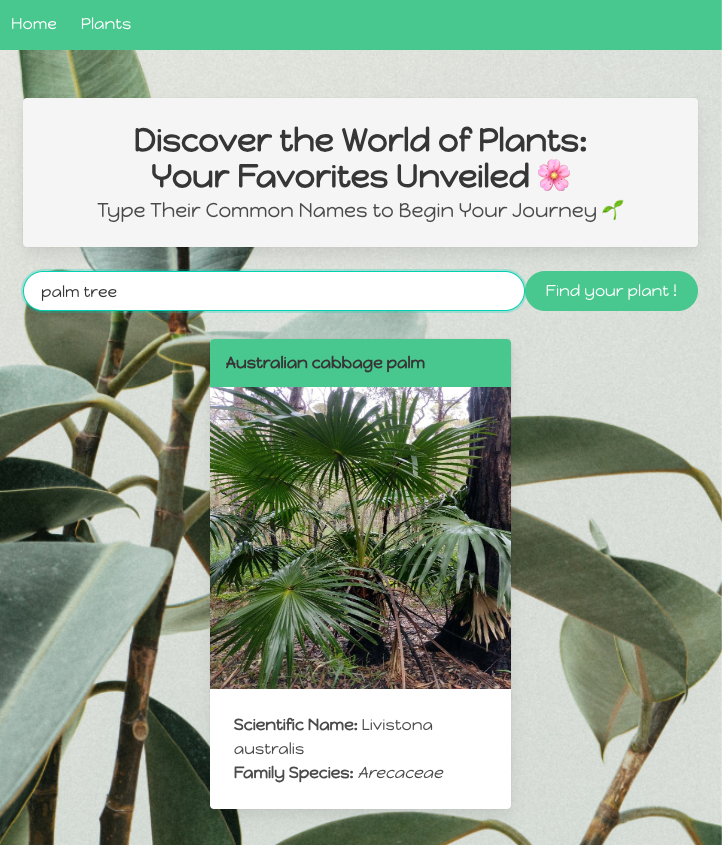 Home Plants
Discover the World of Plants:
Your Favorites Unveiled 🌸
Type Their Common Names to Begin Your Journey 🌱
palm tree Find your plant !
Australian cabbage palm
Scientific Name: Livistona
australis
Family Species: Arecaceae